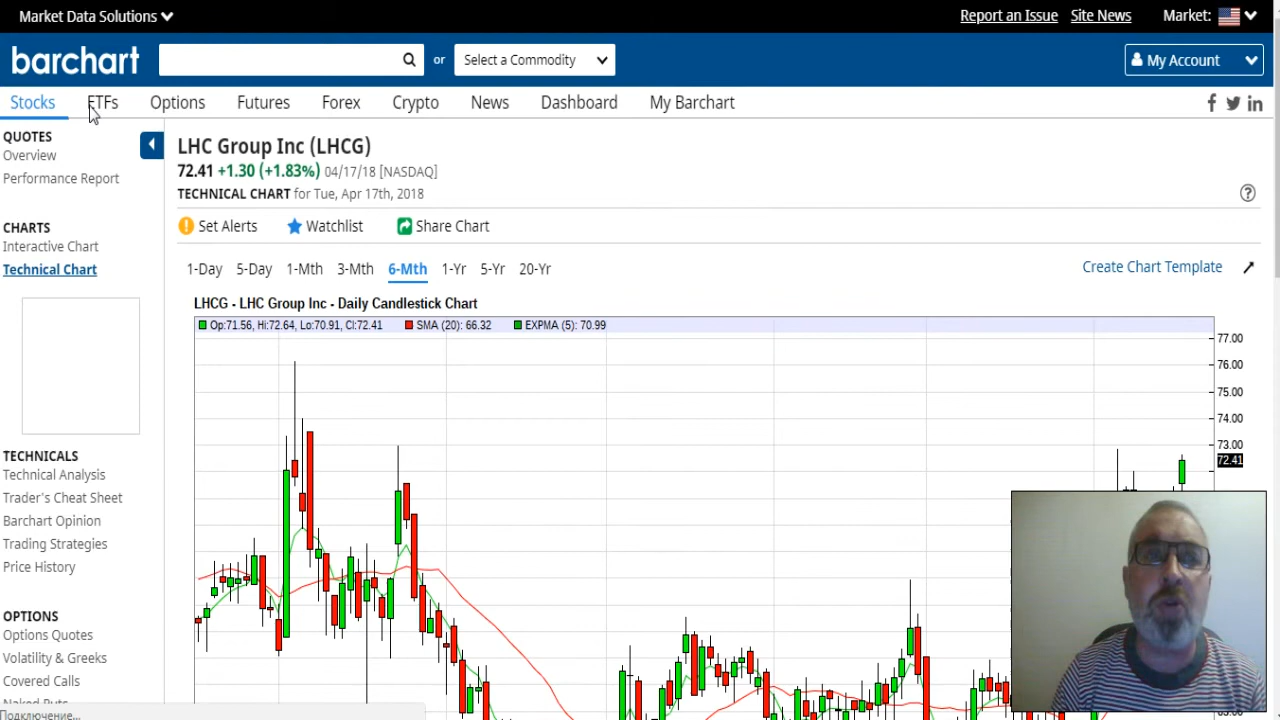 Market Data Solutions
Report an Issue Site News Market:
barchart or Select a Commodity My Account
Stocks ETFs Options Futures Forex Crypto News Dashboard My Barchart
QUOTES
Overview
Performance Report
CHARTS
Interactive Chart
Technical Chart
TECHNICALS
Technical Analysis
Trader's Cheat Sheet
Barchart Opinion
Trading Strategies
Price History
OPTIONS
Options Quotes
Volatility & Greeks
Covered Calls
Naked Puts
Подключение...
LHC Group Inc (LHCG)
72.41 +1.30 (+1.83%) 04/17/18 [NASDAQ]
TECHNICAL CHART for Tue, Apr 17th, 2018
Set Alerts Watchlist Share Chart
1-Day 5-Day 1-Mth 3-Mth 6-Mth 1-Yr 5-Yr 20-Yr
Create Chart Template
LHCG - LHC Group Inc - Daily Candlestick Chart
Op:71.56, Hi:72.64, Lo:70.91, Cl:72.41 SMA (20): 66.32 EXPMA (5): 70.99
77.00
76.00
75.00
74.00
73.00
72.41